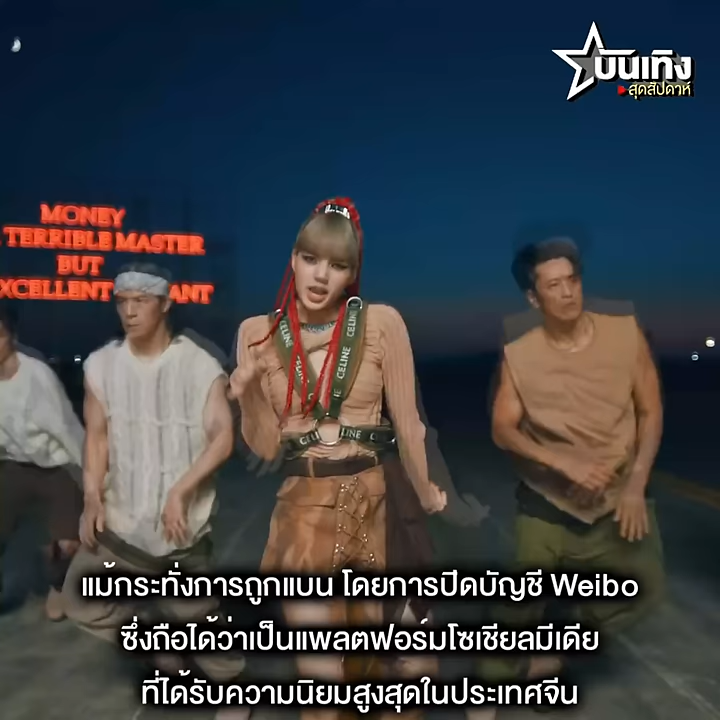 บันเทิง
สุดสัปดาห์
MONEY
TERRIBLE MASTER
BUT
XCELLENT ANT
CELINE
CELINE
CELINE
CELI LINE
แม้กระทั่งการถูกแบน โดยการปิดบัญชี Weibo
ซึ่งถือได้ว่าเป็นแพลตฟอร์มโซเชียลมีเดีย
ที่ได้รับความนิยมสูงสุดในประเทศจีน